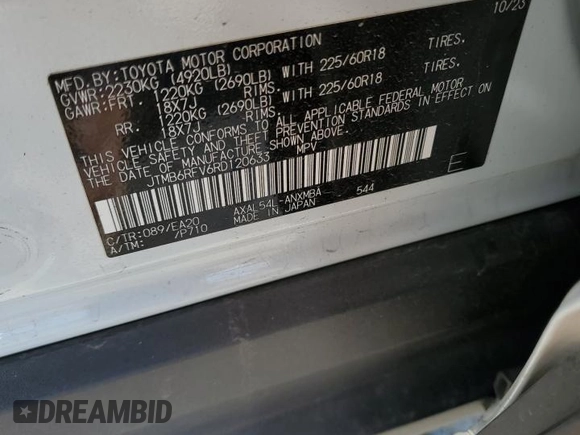 MFD.BY:TOYOTA MOTOR CORPORATION 10/23
GVWR:2230KG (4920LB)
GAWR:FRT. 1220KG (2690LB) WITH 225/60R18 TIRES.
18X7J RIMS.
RR. 1220KG (2690LB) WITH 225/60R18 TIRES.
18X7J RIMS.
THIS VEHICLE CONFORMS TO ALL APPLICABLE FEDERAL MOTOR
VEHICLE SAFETY AND THEFT PREVENTION STANDARDS IN EFFECT ON
THE DATE OF MANUFACTURE SHOWN ABOVE.
JTMB6RFV6RD120633 MPV E
C/TR:089/EA20 AXAL54L-ANXMBA 544
A/TM: /P710 MADE IN JAPAN
DREAMBID